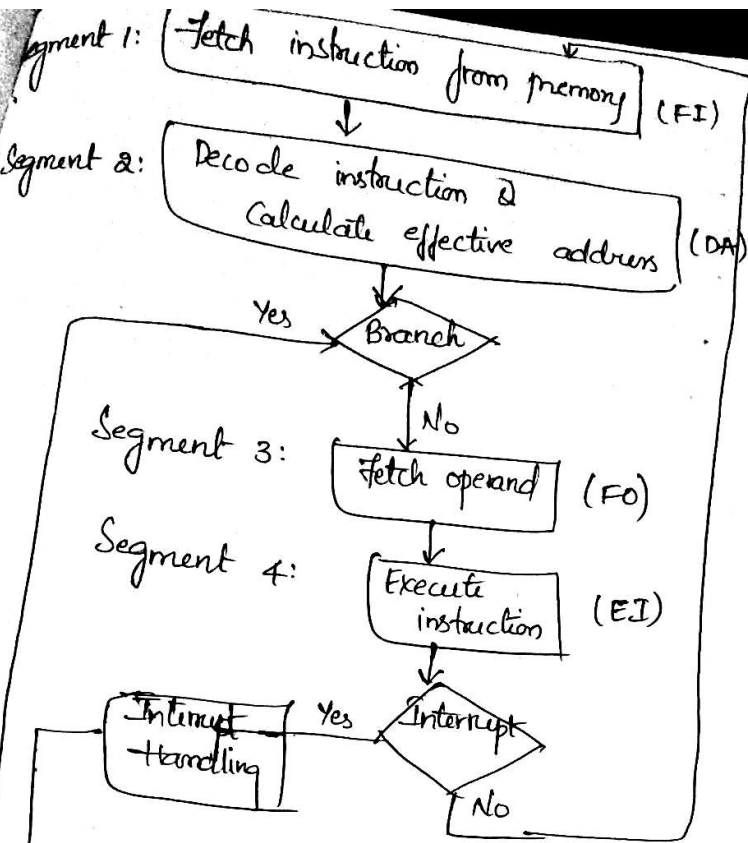 Segment 1: Fetch instruction
from memory (FI)
Segment 2: Decode instruction &
Calculate effective address (DA)
Yes
Branch
No
Segment 3: Fetch operand (FO)
Segment 4: Execute
instruction (EI)
Interrupt
Handling
Yes
Interrupt
No